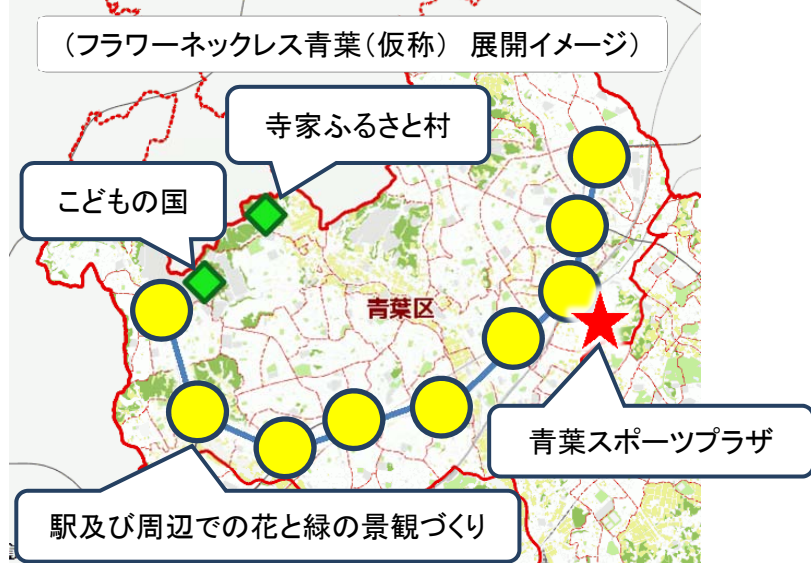 （フラワーネックレス青葉（仮称）　展開イメージ）
寺家ふるさと村
こどもの国
青葉区
青葉スポーツプラザ
駅及び周辺での花と緑の景観づくり